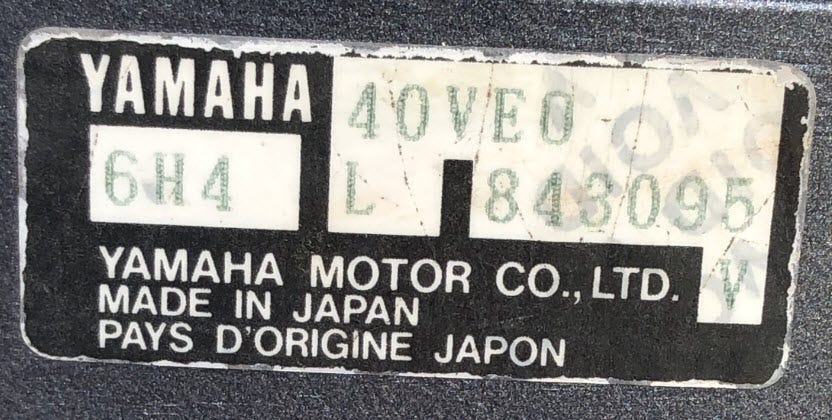 YAMAHA 40VEO
6H4 L 843095
V
YAMAHA MOTOR CO., LTD.
MADE IN JAPAN
PAYS D'ORIGINE JAPON